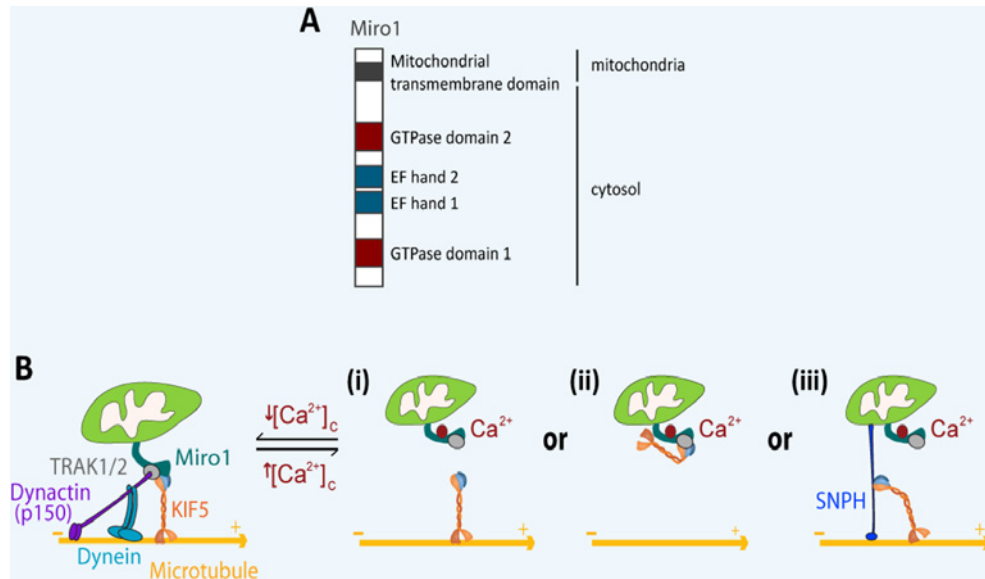 A
Miro1
Mitochondrial
transmembrane domain
mitochondria
GTPase domain 2
EF hand 2
cytosol
EF hand 1
GTPase domain 1
B
(i)
(ii)
(iii)
↓[Ca²⁺]c
↑[Ca²⁺]c
Ca²⁺
or
Ca²⁺
or
Ca²⁺
TRAK1/2
Miro1
Dynactin
(p150)
KIF5
SNPH
− +
− +
− +
− +
Dynein
Microtubule